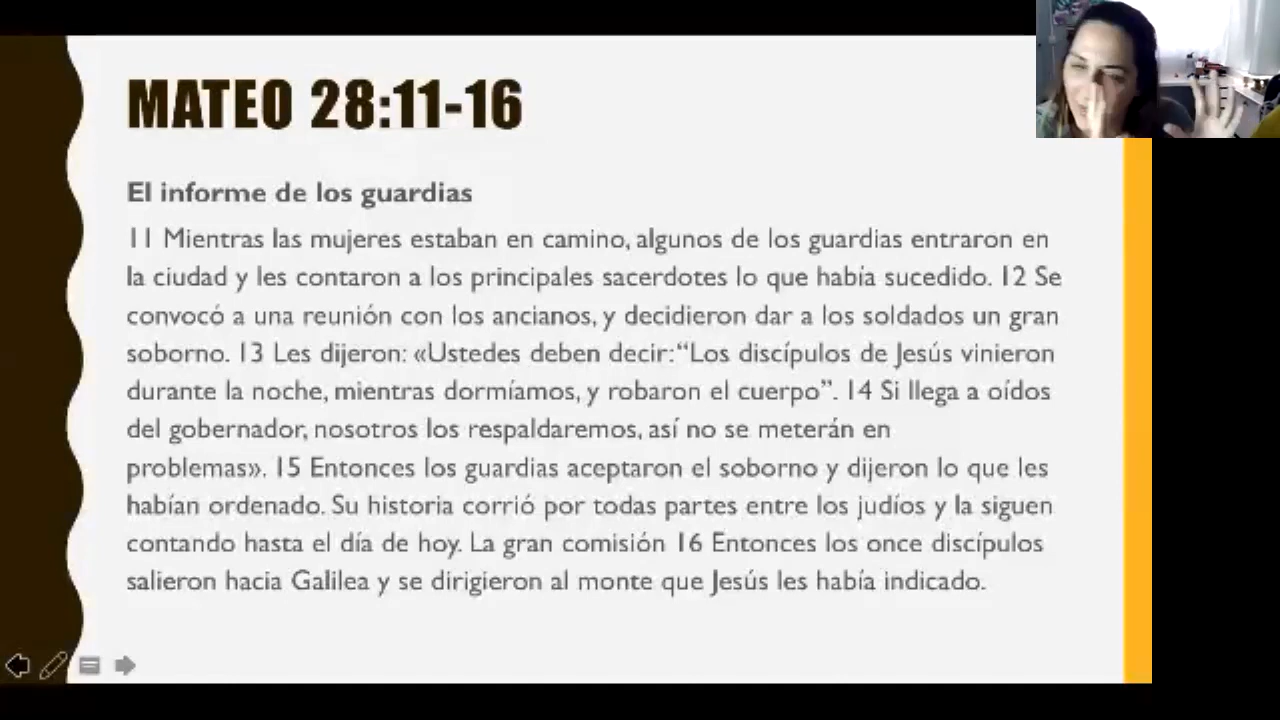 MATEO 28:11-16
El informe de los guardias
11 Mientras las mujeres estaban en camino, algunos de los guardias entraron en
la ciudad y les contaron a los principales sacerdotes lo que había sucedido. 12 Se
convocó a una reunión con los ancianos, y decidieron dar a los soldados un gran
soborno. 13 Les dijeron: «Ustedes deben decir: “Los discípulos de Jesús vinieron
durante la noche, mientras dormíamos, y robaron el cuerpo”. 14 Si llega a oídos
del gobernador, nosotros los respaldaremos, así no se meterán en
problemas». 15 Entonces los guardias aceptaron el soborno y dijeron lo que les
habían ordenado. Su historia corrió por todas partes entre los judíos y la siguen
contando hasta el día de hoy. La gran comisión 16 Entonces los once discípulos
salieron hacia Galilea y se dirigieron al monte que Jesús les había indicado.